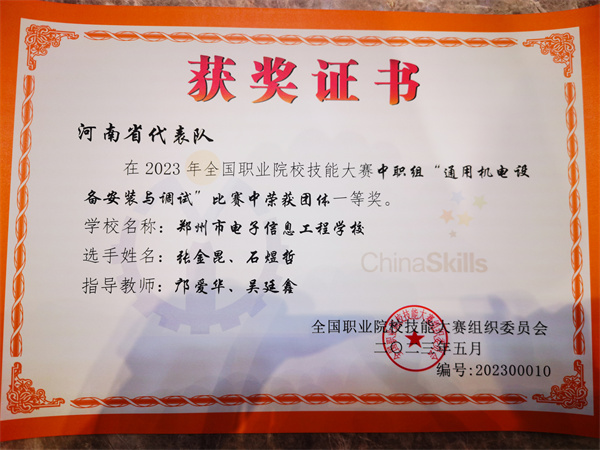 获奖证书
河南省代表队
在2023年全国职业院校技能大赛中职组“通用机电设
备安装与调试”比赛中荣获团体一等奖。
学校名称：郑州市电子信息工程学校
选手姓名：张金昆、石煜哲
ChinaSkills
指导教师：邝爱华、吴延鑫
全国职业院校技能大赛组织委员会
二〇二三年五月
编号:202300010